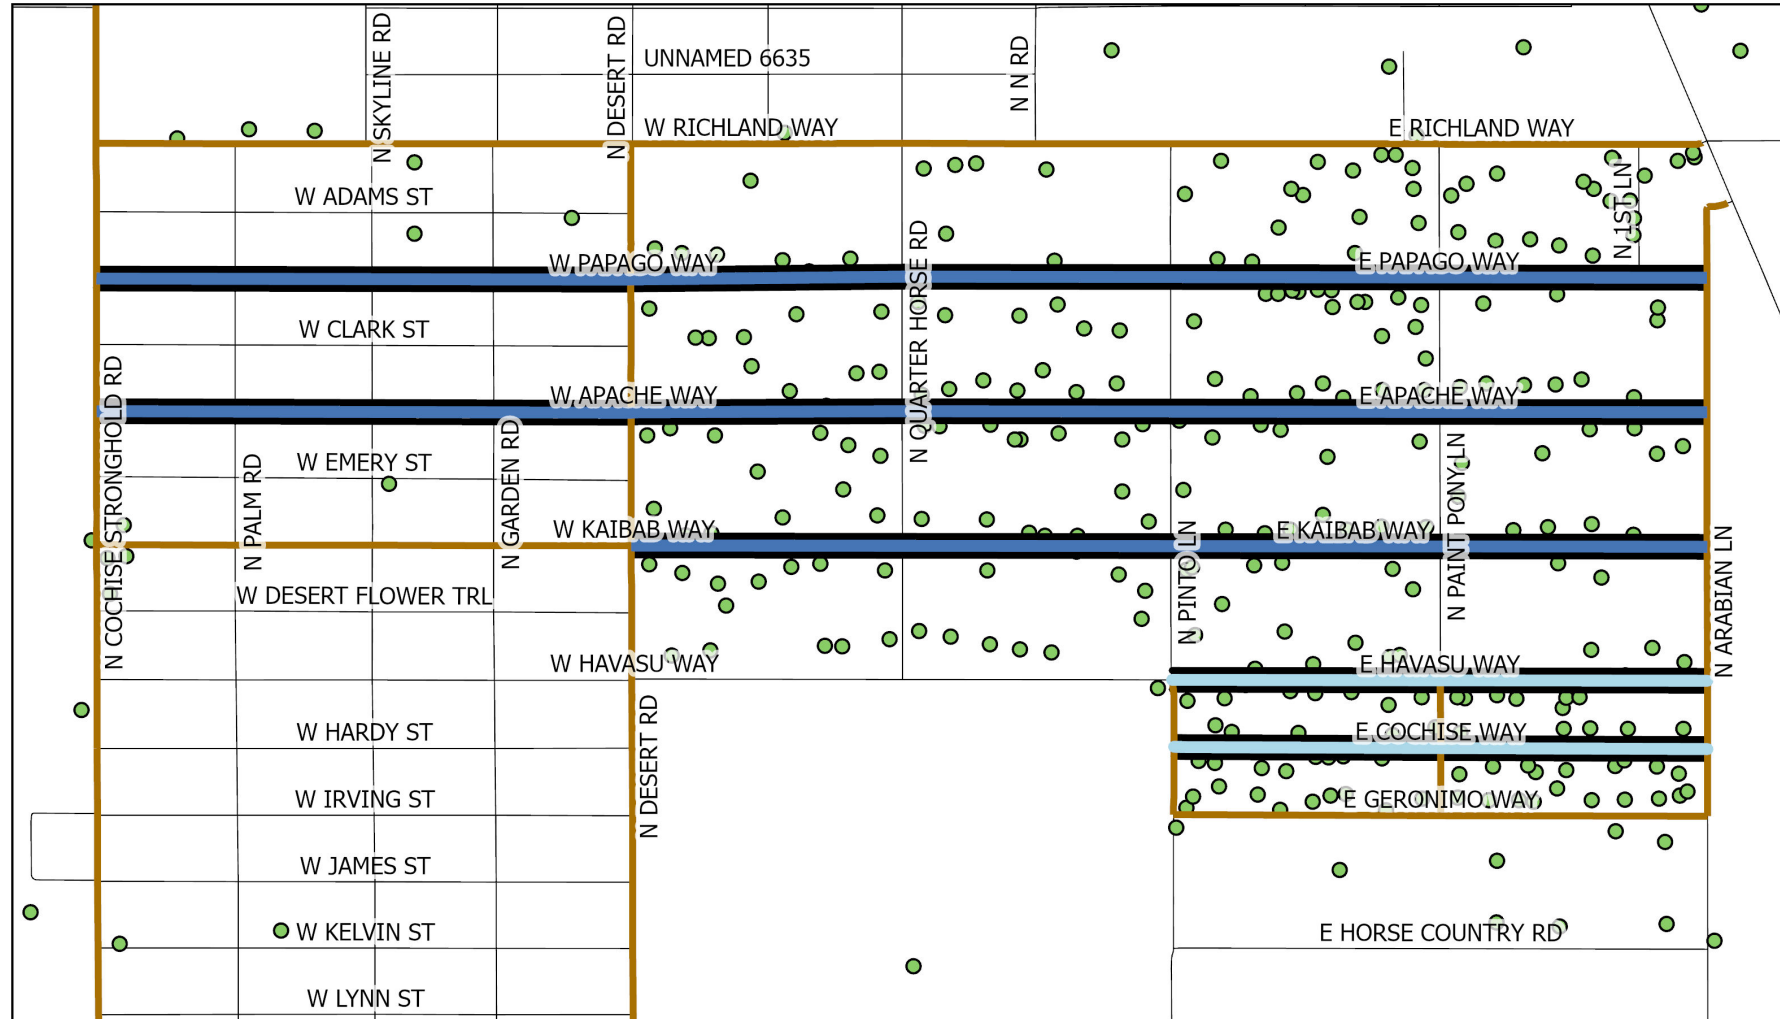 N SKYLINE RD
N DESERT RD
UNNAMED 6635
N N RD
W RICHLAND WAY
E RICHLAND WAY
W ADAMS ST
N 1ST LN
W PAPAGO WAY
E PAPAGO WAY
N QUARTER HORSE RD
W CLARK ST
N COCHISE STRONGHOLD RD
W APACHE WAY
E APACHE WAY
W EMERY ST
N PALM RD
N GARDEN RD
N PAINT PONY LN
W KAIBAB WAY
E KAIBAB WAY
N PINTO LN
N ARABIAN LN
W DESERT FLOWER TRL
W HAVASU WAY
E HAVASU WAY
N DESERT RD
W HARDY ST
E COCHISE WAY
W IRVING ST
E GERONIMO WAY
W JAMES ST
W KELVIN ST
E HORSE COUNTRY RD
W LYNN ST